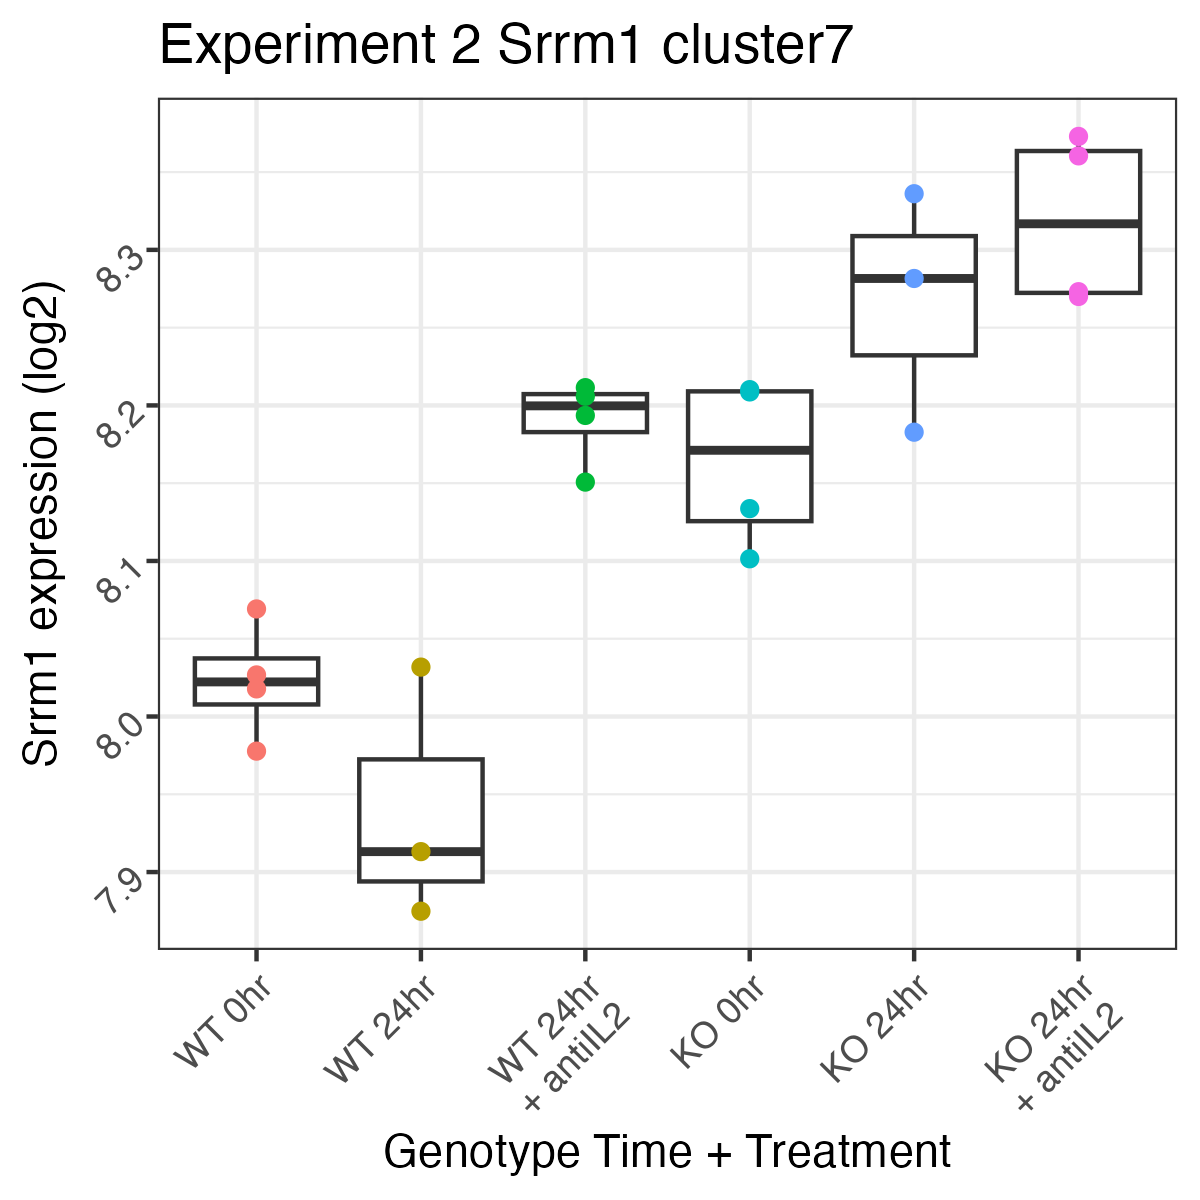 Experiment 2 Srrm1 cluster7
Srrm1 expression (log2)
8.3
8.2
8.1
8.0
7.9
WT 0hr
WT 24hr
WT 24hr
+ antiIL2
KO 0hr
KO 24hr
KO 24hr
+ antiIL2
Genotype Time + Treatment